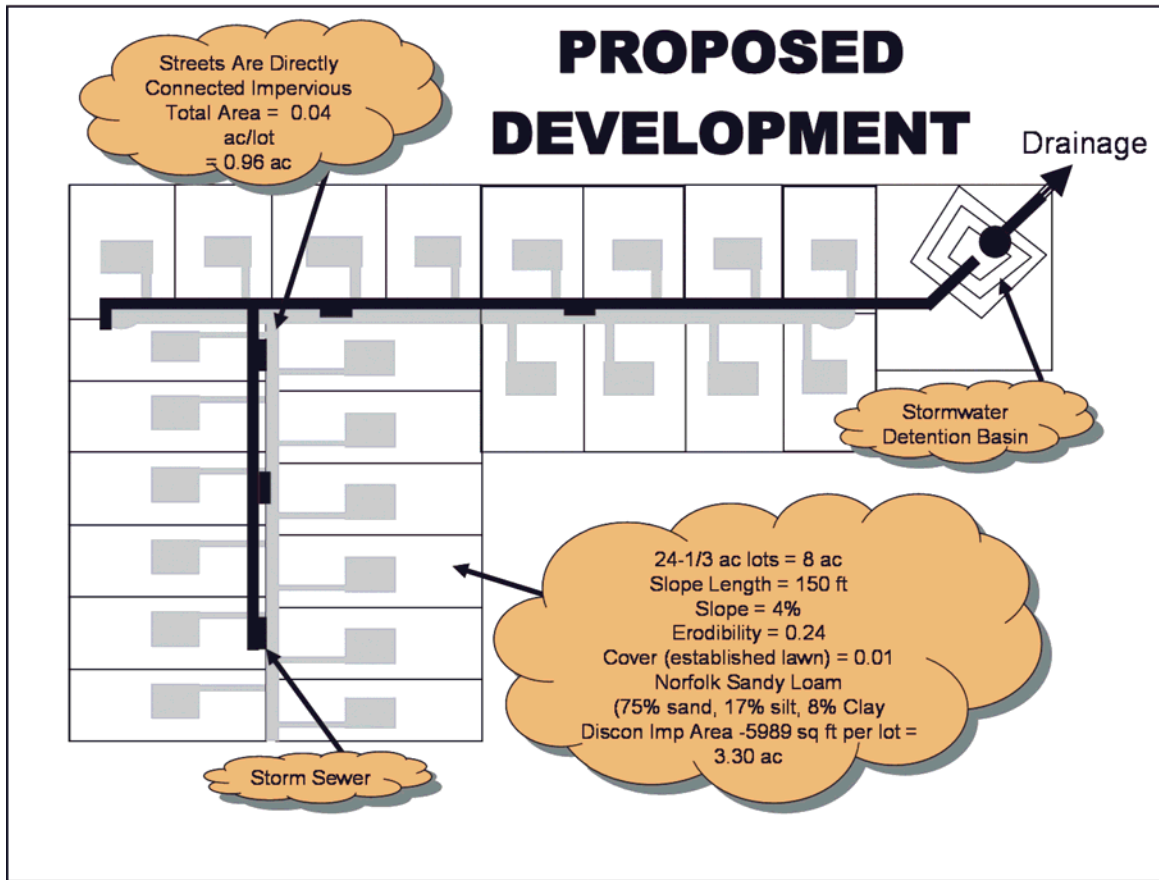 PROPOSED
DEVELOPMENT
Streets Are Directly
Connected Impervious
Total Area = 0.04
ac/lot
= 0.96 ac
Drainage
Stormwater
Detention Basin
24-1/3 ac lots = 8 ac
Slope Length = 150 ft
Slope = 4%
Erodibility = 0.24
Cover (established lawn) = 0.01
Norfolk Sandy Loam
(75% sand, 17% silt, 8% Clay
Discon Imp Area -5989 sq ft per lot =
3.30 ac
Storm Sewer